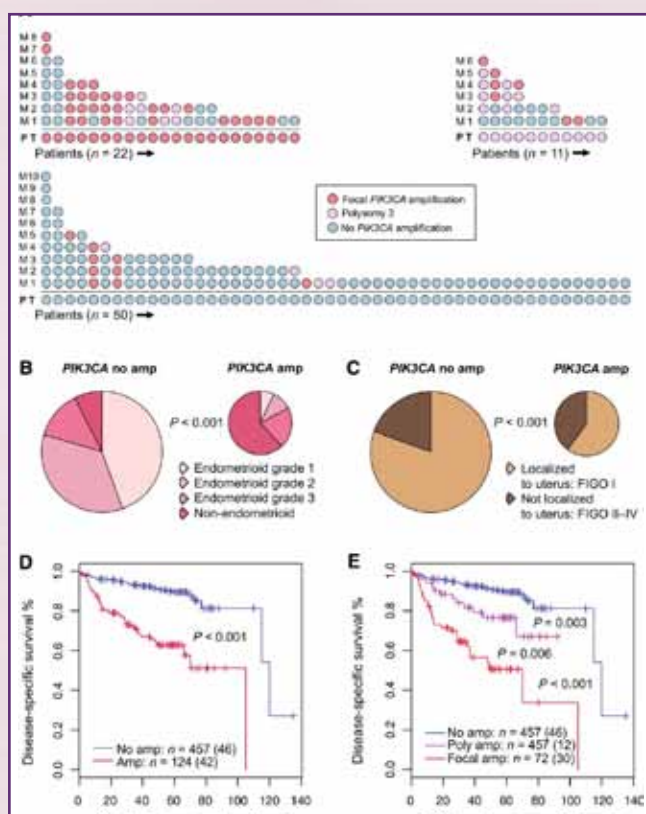 M 8
M 7
M 6
M 5
M 4
M 3
M 2
M 1
PT
Patients (n = 22)
M 6
M 5
M 4
M 3
M 2
M 1
PT
Patients (n = 11)
M10
M 9
M 8
M 7
M 6
M 5
M 4
M 3
M 2
M 1
PT
Patients (n = 50)
Focal PIK3CA amplification
Polysomy 3
No PIK3CA amplification
B
PIK3CA no amp
PIK3CA amp
P < 0.001
Endometrioid grade 1
Endometrioid grade 2
Endometrioid grade 3
Non-endometrioid
C
PIK3CA no amp
PIK3CA amp
P < 0.001
Localized
to uterus: FIGO I
Not localized
to uterus: FIGO II–IV
D
Disease-specific survival %
1.0
0.8
0.6
0.4
0.2
0.0
P < 0.001
No amp: n = 457 (46)
Amp: n = 124 (42)
0 20 40 60 80 100 120 140
E
Disease-specific survival %
1.0
0.8
0.6
0.4
0.2
0.0
P = 0.003
P = 0.006
P < 0.001
No amp: n = 457 (46)
Poly amp: n = 457 (12)
Focal amp: n = 72 (30)
0 20 40 60 80 100 120 140